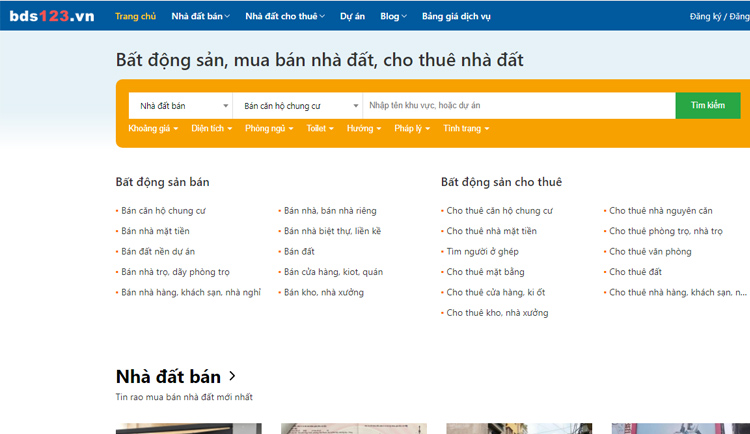 bds123.vn Trang chủ Nhà đất bán Nhà đất cho thuê Dự án Blog Bảng giá dịch vụ Đăng ký / Đăng
Bất động sản, mua bán nhà đất, cho thuê nhà đất
Nhà đất bán Bán căn hộ chung cư Nhập tên khu vực, hoặc dự án Tìm kiếm
Khoảng giá Diện tích Phòng ngủ Toilet Hướng Pháp lý Tình trạng
Bất động sản bán Bất động sản cho thuê
• Bán căn hộ chung cư • Bán nhà, bán nhà riêng • Cho thuê căn hộ chung cư • Cho thuê nhà nguyên căn
• Bán nhà mặt tiền • Bán nhà biệt thự, liền kề • Cho thuê nhà mặt tiền • Cho thuê phòng trọ, nhà trọ
• Bán đất nền dự án • Bán đất • Tìm người ở ghép • Cho thuê văn phòng
• Bán nhà trọ, dãy phòng trọ • Bán cửa hàng, kiot, quán • Cho thuê mặt bằng • Cho thuê đất
• Bán nhà hàng, khách sạn, nhà nghỉ • Bán kho, nhà xưởng • Cho thuê cửa hàng, ki ốt • Cho thuê nhà hàng, khách sạn, n...
• Cho thuê kho, nhà xưởng
Nhà đất bán
Tin rao mua bán nhà đất mới nhất